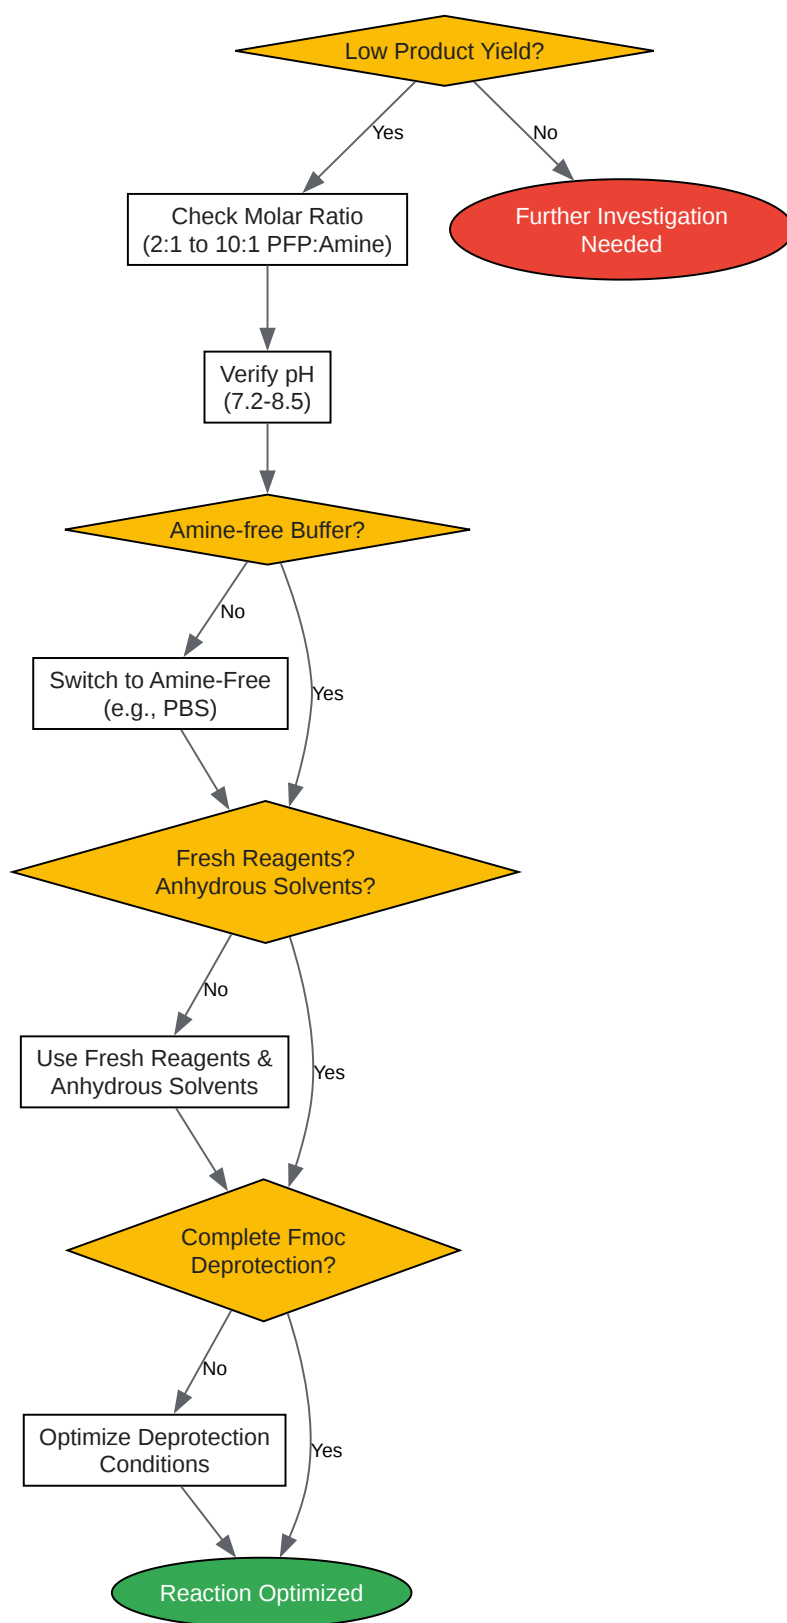 Low Product Yield?
Yes
No
Check Molar Ratio
(2:1 to 10:1 PFP:Amine)
Further Investigation
Needed
Verify pH
(7.2-8.5)
Amine-free Buffer?
No
Yes
Switch to Amine-Free
(e.g., PBS)
Fresh Reagents?
Anhydrous Solvents?
No
Yes
Use Fresh Reagents &
Anhydrous Solvents
Complete Fmoc
Deprotection?
No
Yes
Optimize Deprotection
Conditions
Reaction Optimized